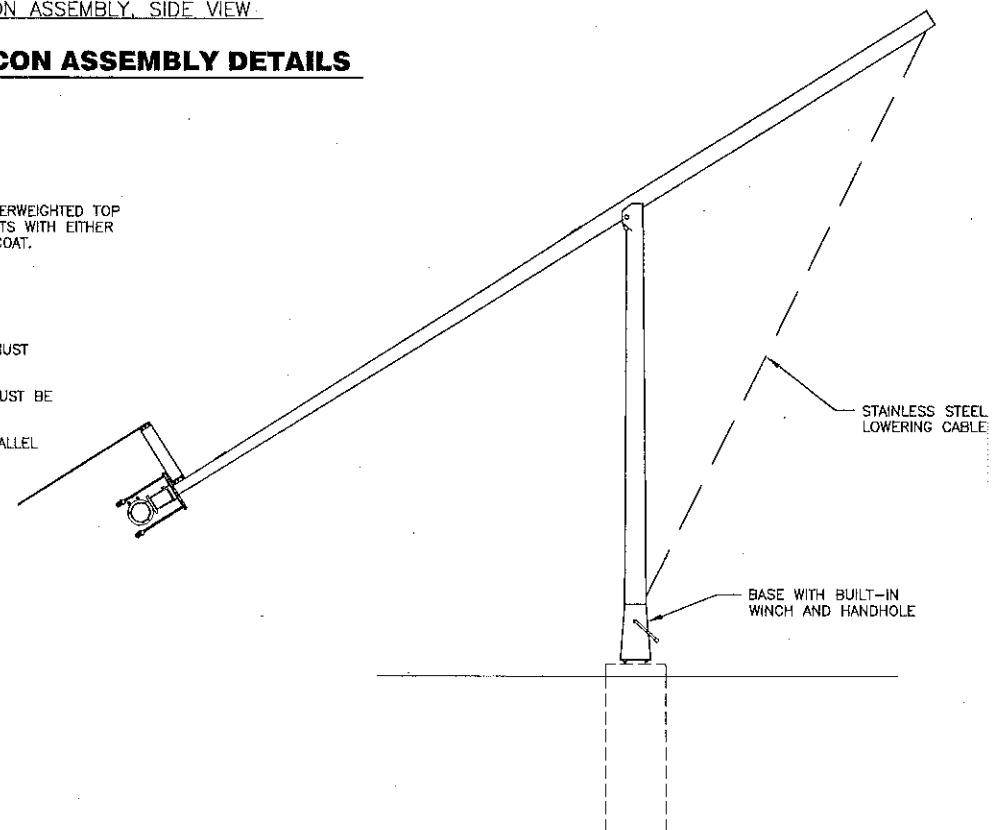 ON ASSEMBLY, SIDE VIEW
CON ASSEMBLY DETAILS
ERWEIGHTED TOP
TS WITH EITHER
COAT.
MUST
UST BE
ALLEL
STAINLESS STEEL
LOWERING CABLE
BASE WITH BUILT-IN
WINCH AND HANDHOLE